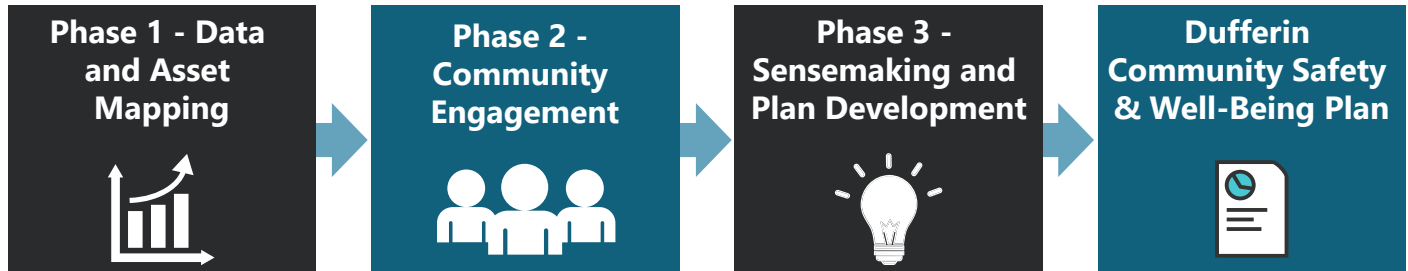 Phase 1 - Data
and Asset
Mapping
Phase 2 -
Community
Engagement
Phase 3 -
Sensemaking and
Plan Development
Dufferin
Community Safety
& Well-Being Plan